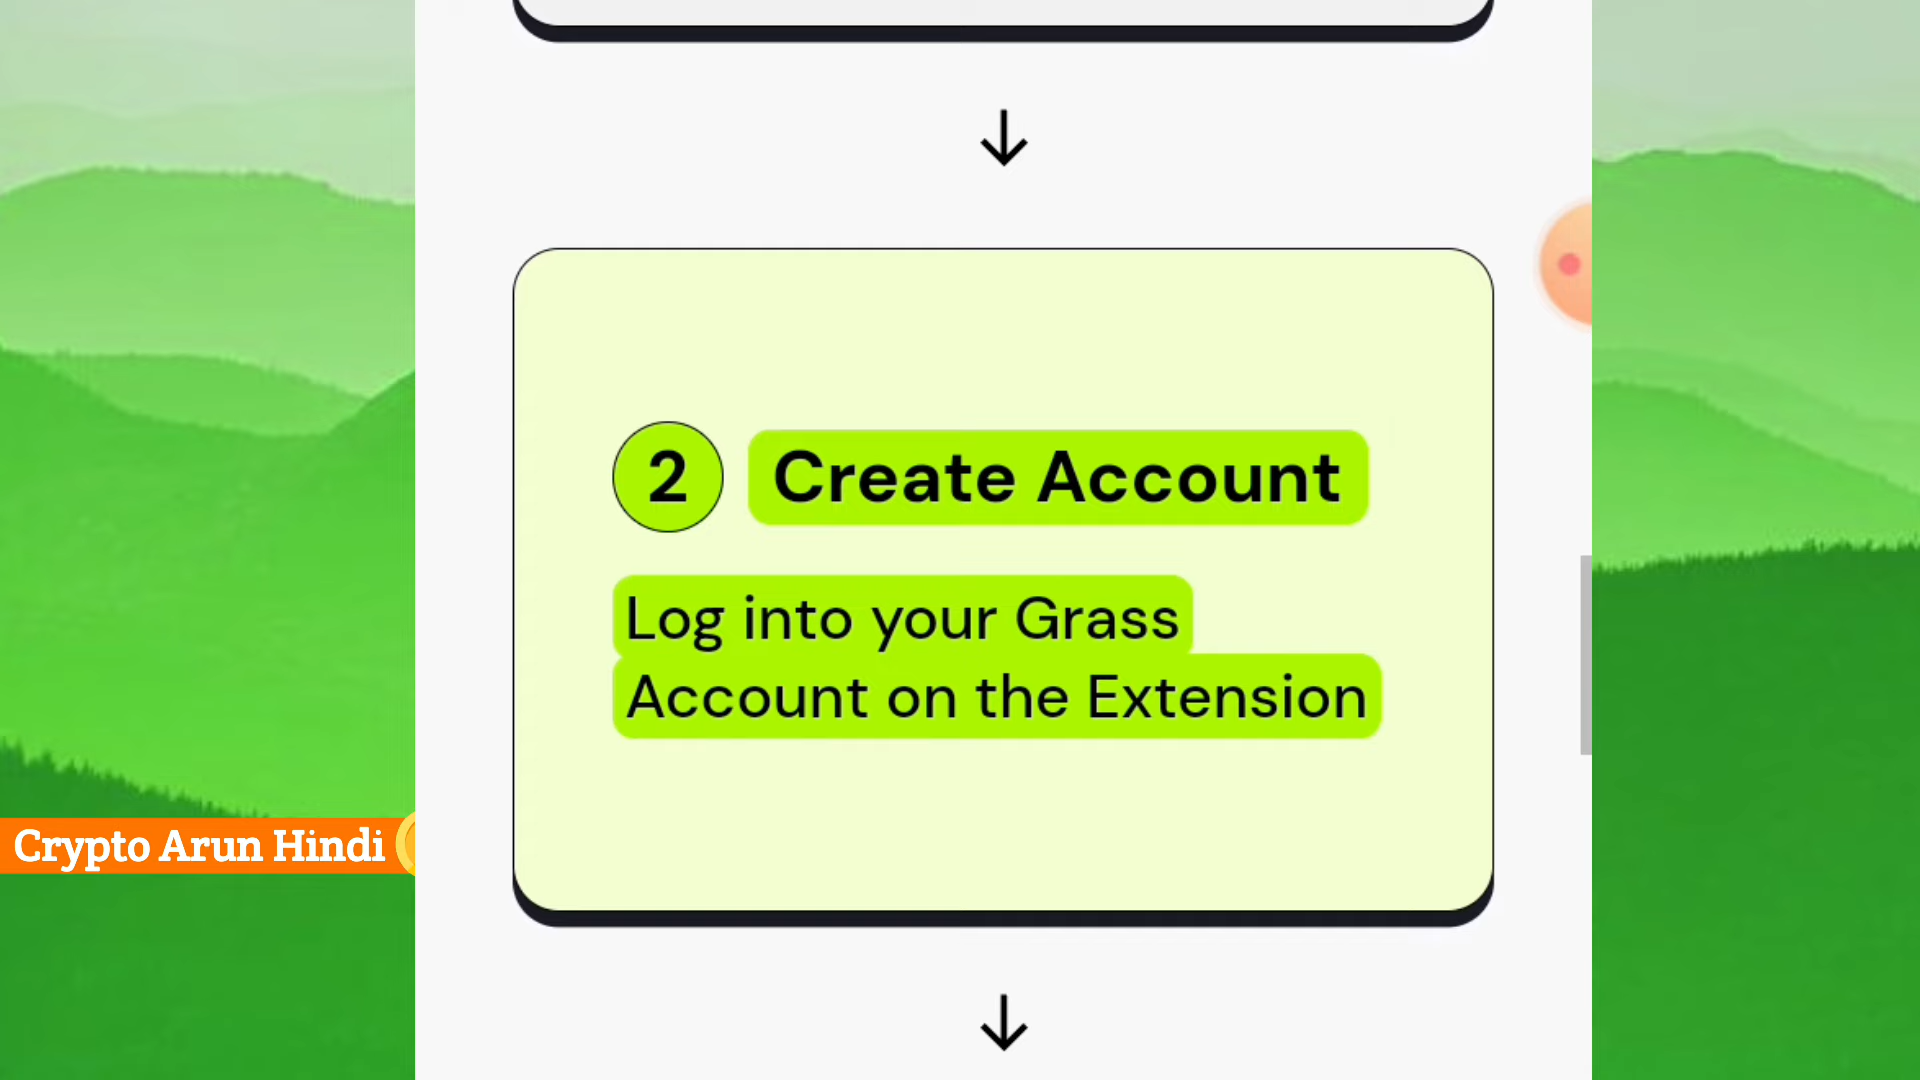 2 Create Account
Log into your Grass
Account on the Extension
Crypto Arun Hindi